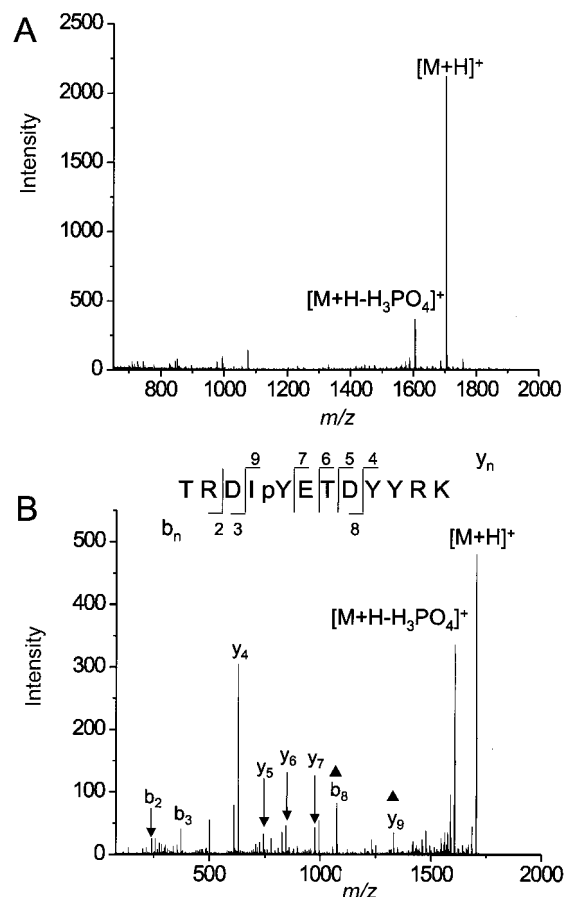 A
2500
2000
1500
1000
500
0
Intensity
[M+H]+
[M+H-H₃PO₄]+
800 1000 1200 1400 1600 1800 2000
m/z
9 7 6 5 4 yₙ
TRDIpYETDYYRK
bₙ 2 3 8
B
500
400
300
200
100
0
Intensity
[M+H]+
[M+H-H₃PO₄]+
y₄
y₅ y₆ y₇ ▲ ▲
b₂ b₃ b₈ y₉
500 1000 1500 2000
m/z